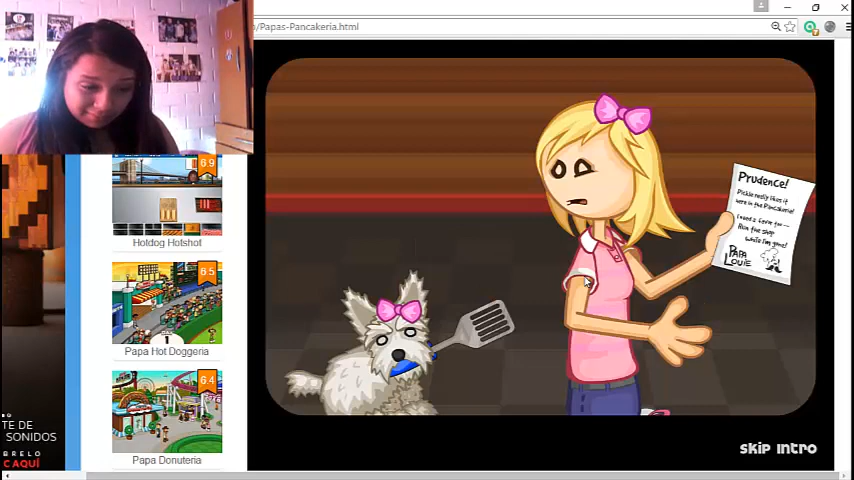 /Papas-Pancakeria.html
6.9
Hotdog Hotshot
6.5
Papa Hot Doggeria
6.4
Papa Donuteria
TE DE
SONIDOS
BRELO
CAQUÍ
Prudence!
Pickle really likes it
here in the Pancakeria!
I need a favor too—
Run the shop
while I'm gone!
PAPA
LOUIE
skip intro